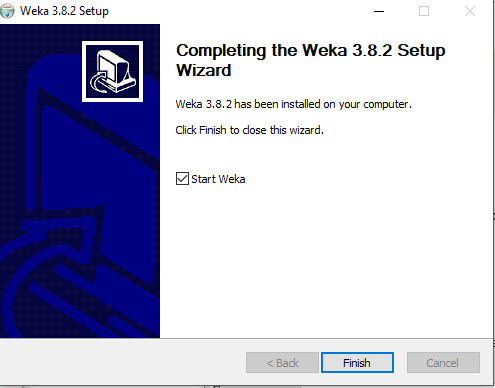 Weka 3.8.2 Setup
Completing the Weka 3.8.2 Setup
Wizard
Weka 3.8.2 has been installed on your computer.
Click Finish to close this wizard.
Start Weka
< Back Finish Cancel